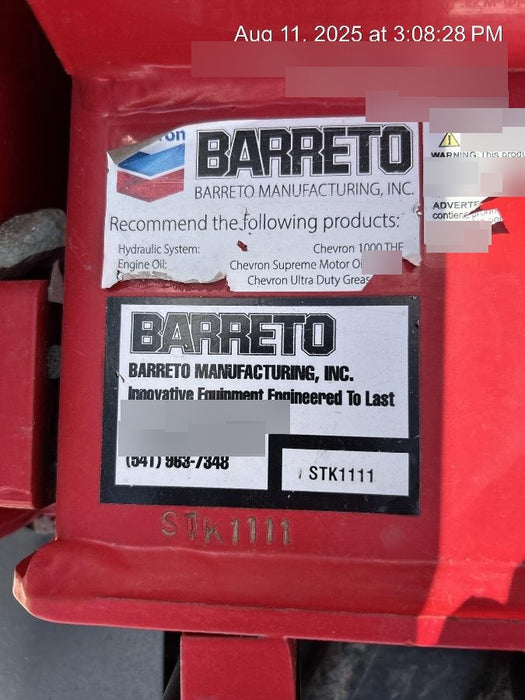 Aug 11, 2025 at 3:08:28 PM
BARRETO
BARRETO MANUFACTURING, INC.
Recommend the following products:
Hydraulic System: Chevron 1000 THF
Engine Oil: Chevron Supreme Motor
Chevron Ultra Duty Grease
WARNING: This
BARRETO
BARRETO MANUFACTURING, INC.
Innovative Equipment Engineered To Last
(541) 963-7348
STK1111
STK1111